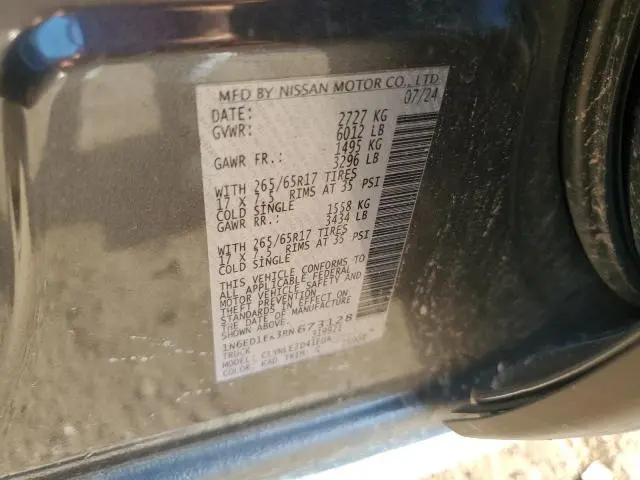 MFD BY NISSAN MOTOR CO., LTD
DATE: 07/24
GVWR: 2727 KG
6012 LB
GAWR FR.: 1495 KG
3296 LB
WITH 265/65R17 TIRES
17 X 7.5 RIMS AT 35 PSI
COLD SINGLE
GAWR RR.: 1558 KG
3434 LB
WITH 265/65R17 TIRES
17 X 7.5 RIMS AT 35 PSI
COLD SINGLE
THIS VEHICLE CONFORMS TO
ALL APPLICABLE FEDERAL
MOTOR VEHICLE SAFETY AND
THEFT PREVENTION
STANDARDS IN EFFECT ON
THE DATE OF MANUFACTURE
SHOWN ABOVE.
673128
TRUCK
MODEL:
COLOR: KAD TRIM: